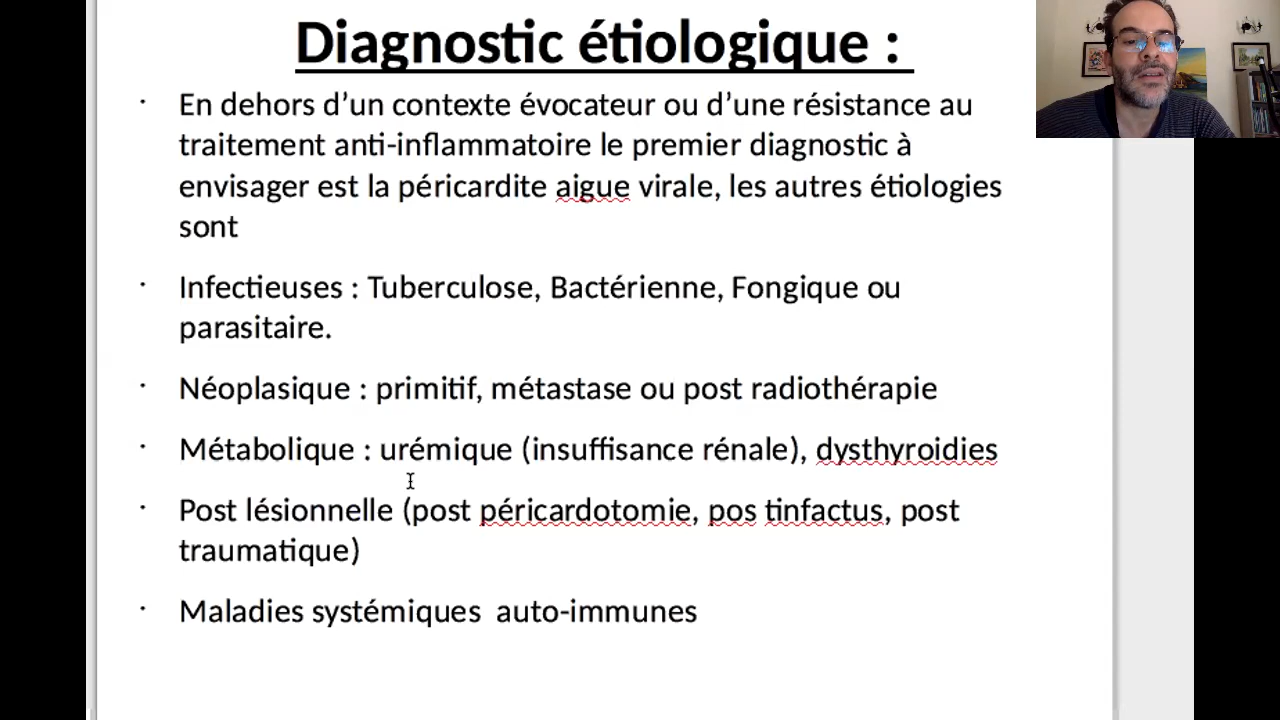 Diagnostic étiologique :
· En dehors d’un contexte évocateur ou d’une résistance au
traitement anti-inflammatoire le premier diagnostic à
envisager est la péricardite aigue virale, les autres étiologies
sont
· Infectieuses : Tuberculose, Bactérienne, Fongique ou
parasitaire.
· Néoplasique : primitif, métastase ou post radiothérapie
· Métabolique : urémique (insuffisance rénale), dysthyroidies
· Post lésionnelle (post péricardotomie, pos tinfactus, post
traumatique)
· Maladies systémiques  auto-immunes